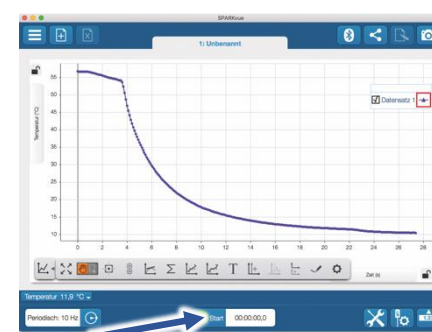 SPARKvue
1: Unbenannt
Temperatur (°C)
55
50
45
40
35
30
25
20
15
10
Datensatz 1
0 2 4 6 8 10 12 14 16 18 20 22 24 26 28
Σ T
Zeit (s)
Temperatur 11,9 °C
Periodisch: 10 Hz
Start 00:00:00,0